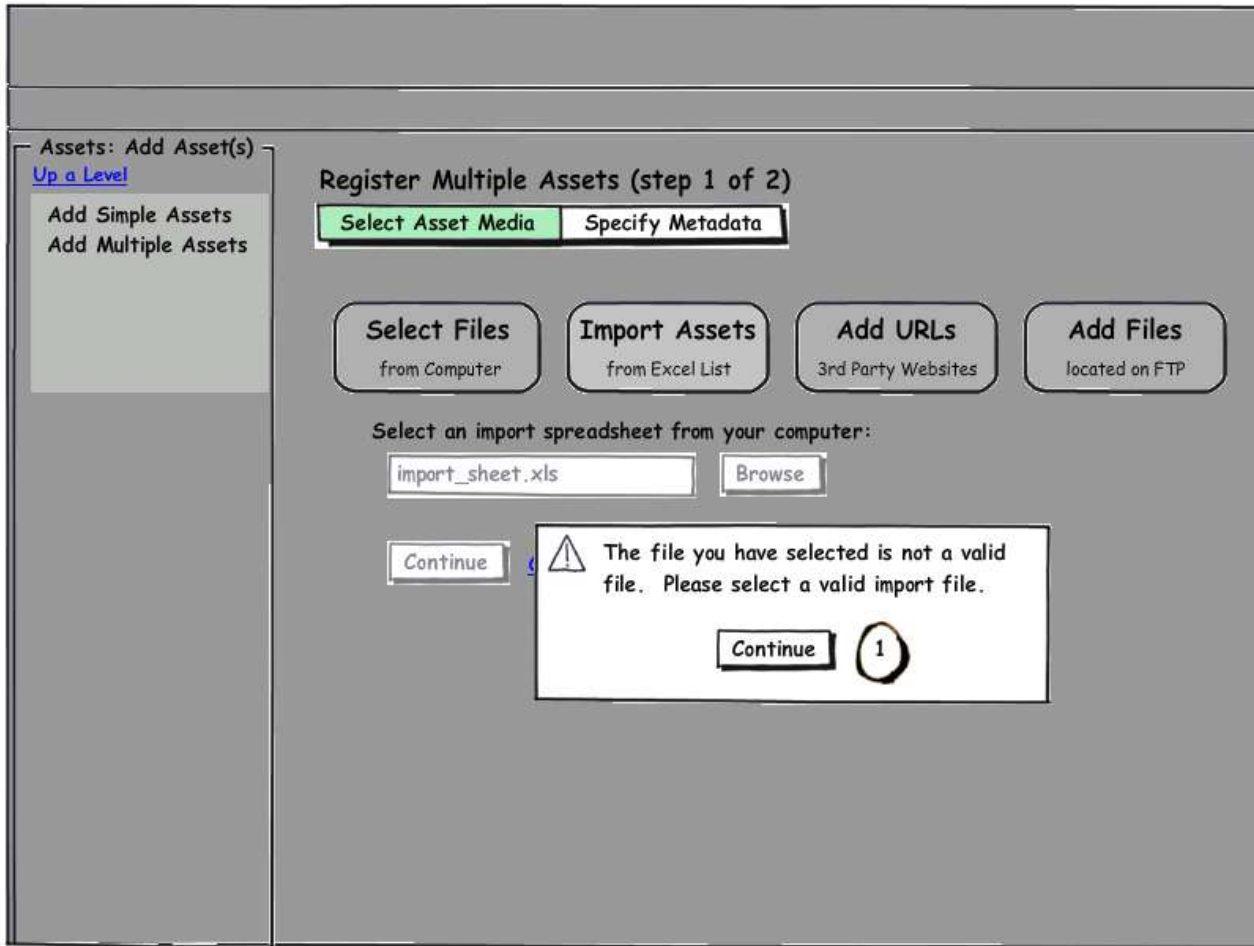 Assets: Add Asset(s)
Up a Level
Add Simple Assets
Add Multiple Assets
Register Multiple Assets (step 1 of 2)
Select Asset Media
Specify Metadata
Select Files
from Computer
Import Assets
from Excel List
Add URLs
3rd Party Websites
Add Files
located on FTP
Select an import spreadsheet from your computer:
import_sheet.xls
Browse
Continue
The file you have selected is not a valid
file. Please select a valid import file.
Continue
1